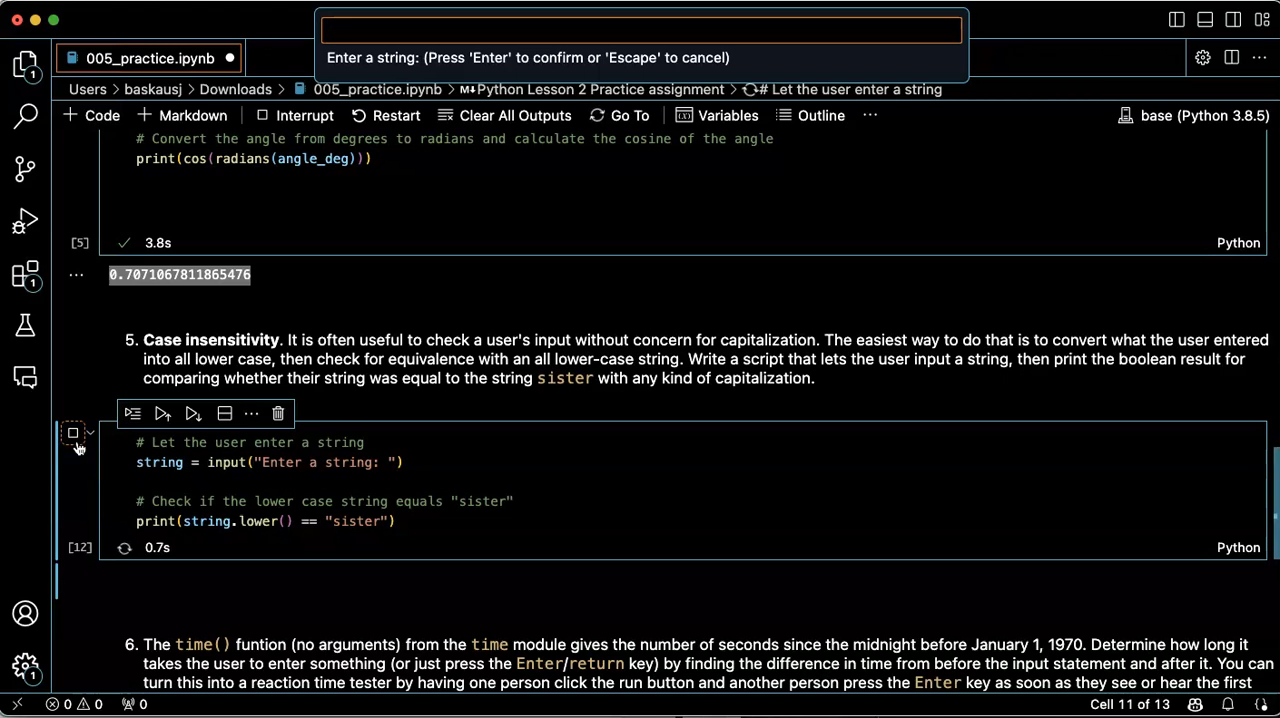 Enter a string: (Press 'Enter' to confirm or 'Escape' to cancel)
005_practice.ipynb
Users > baskausj > Downloads > 005_practice.ipynb > M↓Python Lesson 2 Practice assignment > # Let the user enter a string
+ Code + Markdown | Interrupt Restart Clear All Outputs Go To | Variables Outline ··· base (Python 3.8.5)
# Convert the angle from degrees to radians and calculate the cosine of the angle
print(cos(radians(angle_deg)))
[5] ✓ 3.8s Python
··· 0.7071067811865476
5. Case insensitivity. It is often useful to check a user's input without concern for capitalization. The easiest way to do that is to convert what the user entered
into all lower case, then check for equivalence with an all lower-case string. Write a script that lets the user input a string, then print the boolean result for
comparing whether their string was equal to the string sister with any kind of capitalization.
# Let the user enter a string
string = input("Enter a string: ")
# Check if the lower case string equals "sister"
print(string.lower() == "sister")
[12] 0.7s Python
6. The time() funtion (no arguments) from the time module gives the number of seconds since the midnight before January 1, 1970. Determine how long it
takes the user to enter something (or just press the Enter/return key) by finding the difference in time from before the input statement and after it. You can
turn this into a reaction time tester by having one person click the run button and another person press the Enter key as soon as they see or hear the first
0 0 0 Cell 11 of 13
1
1
1